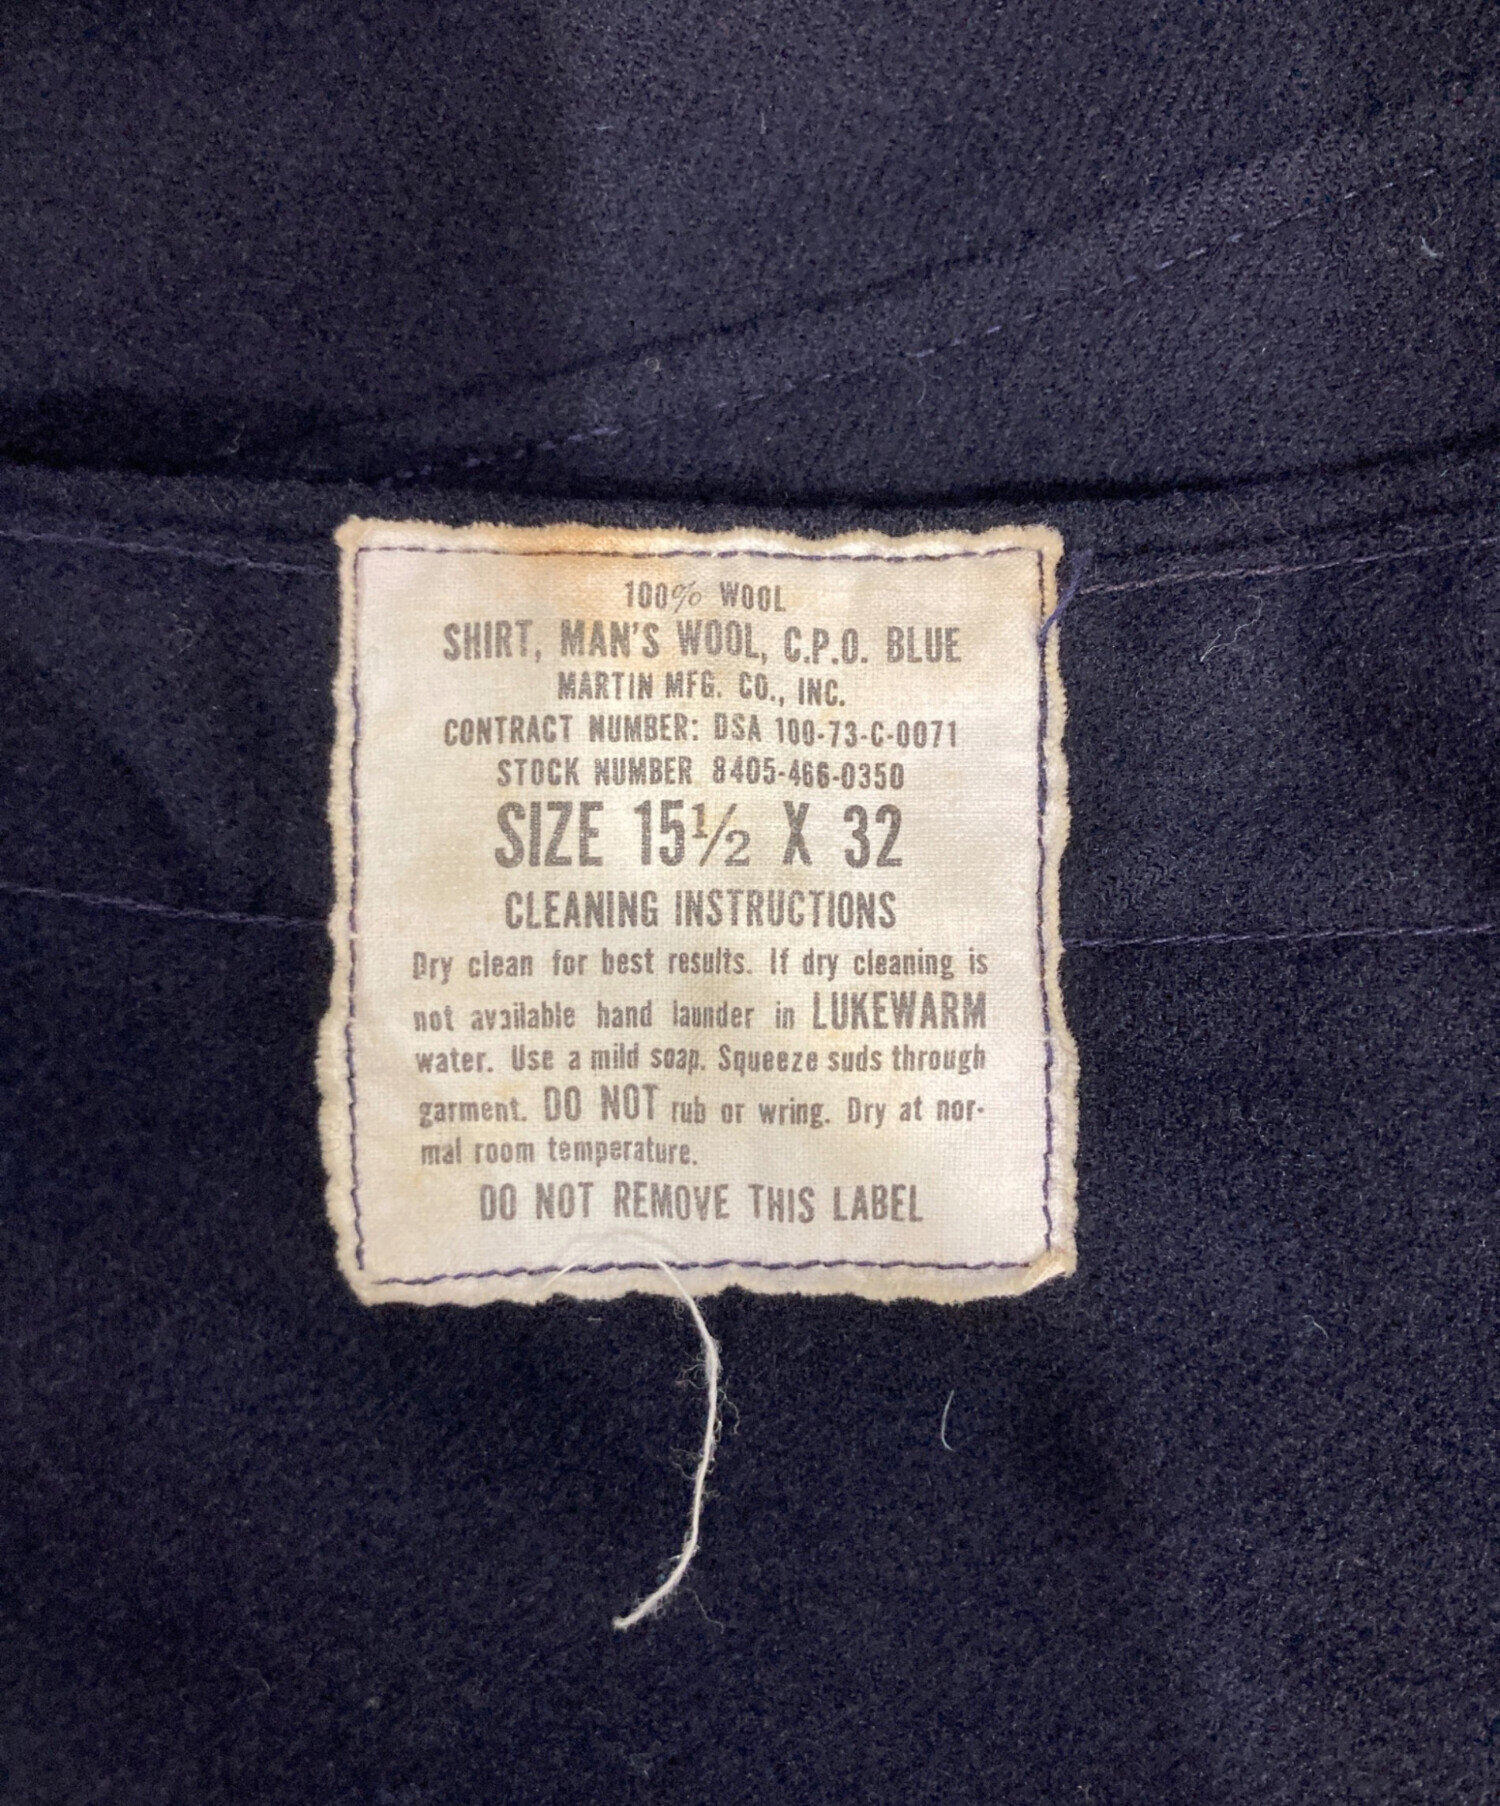 100% WOOL
SHIRT, MAN'S WOOL, C.P.O. BLUE
MARTIN MFG. CO., INC.
CONTRACT NUMBER: DSA 100-73-C-0071
STOCK NUMBER 8405-466-0350
SIZE 15½ X 32
CLEANING INSTRUCTIONS
Dry clean for best results. If dry cleaning is
not available hand launder in LUKEWARM
water. Use a mild soap. Squeeze suds through
garment. DO NOT rub or wring. Dry at nor-
mal room temperature.
DO NOT REMOVE THIS LABEL